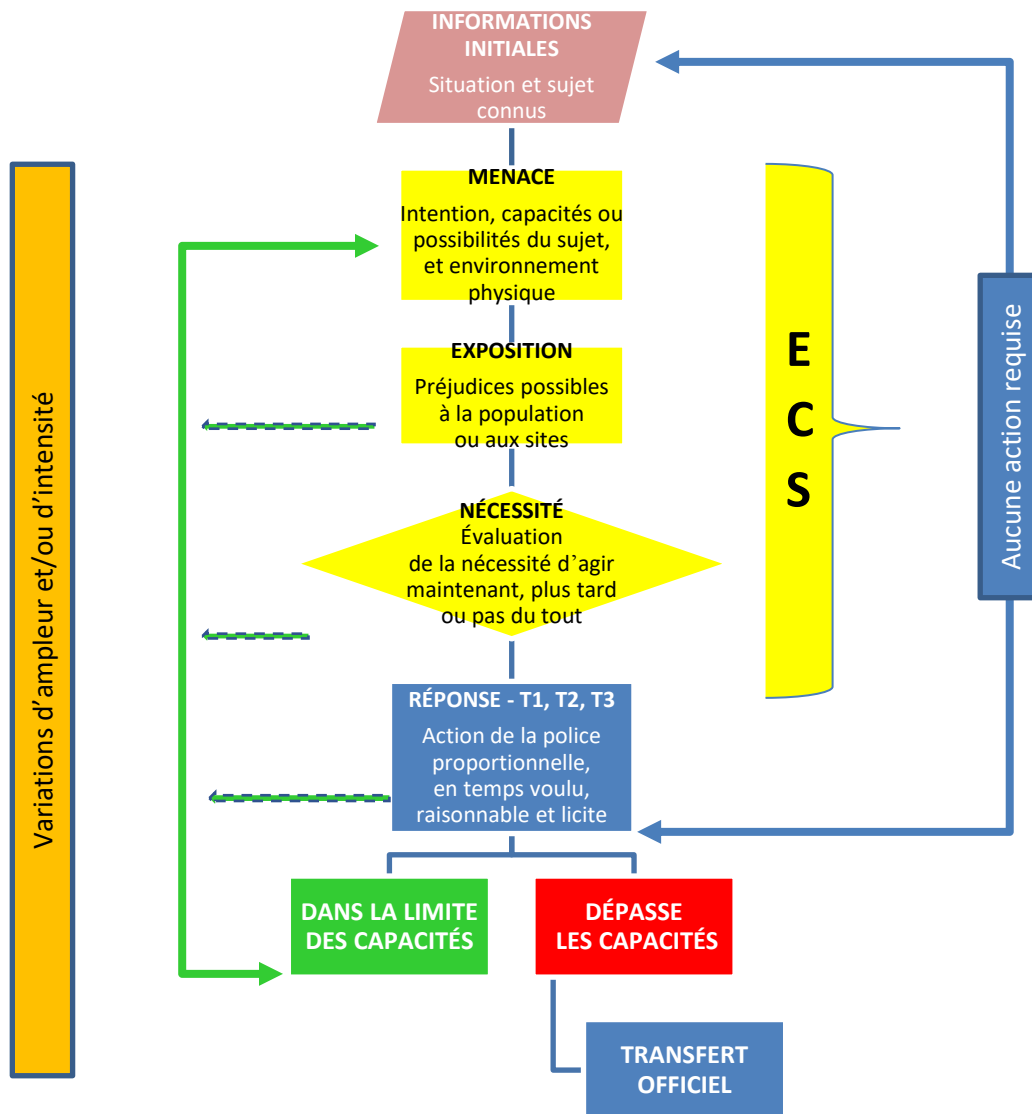 INFORMATIONS
INITIALES
Situation et sujet
connus
MENACE
Intention, capacités ou
possibilités du sujet,
et environnement
physique
EXPOSITION
Préjudices possibles
à la population
ou aux sites
NÉCESSITÉ
Évaluation
de la nécessité d'agir
maintenant, plus tard
ou pas du tout
RÉPONSE - T1, T2, T3
Action de la police
proportionnelle,
en temps voulu,
raisonnable et licite
DANS LA LIMITE
DES CAPACITÉS
DÉPASSE
LES CAPACITÉS
TRANSFERT
OFFICIEL
Variations d'ampleur et/ou d'intensité
E
C
S
Aucune action requise